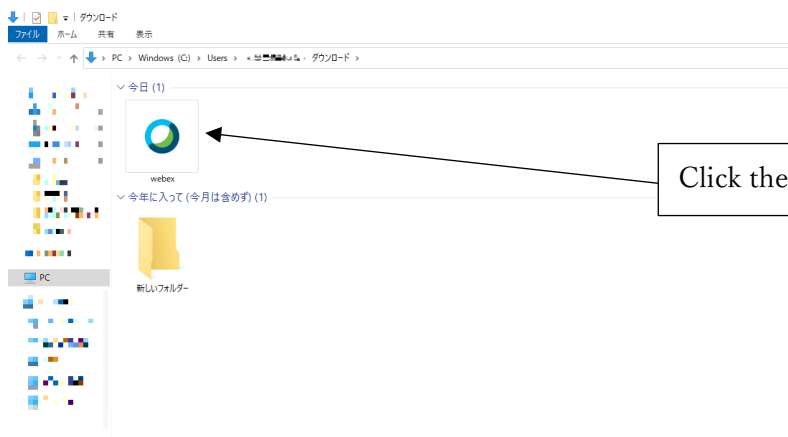 ダウンロード
ファイル ホーム 共有 表示
PC › Windows (C:) › Users › ダウンロード ›
今日 (1)
webex
Click the
今年に入って (今月は含めず) (1)
PC
新しいフォルダー